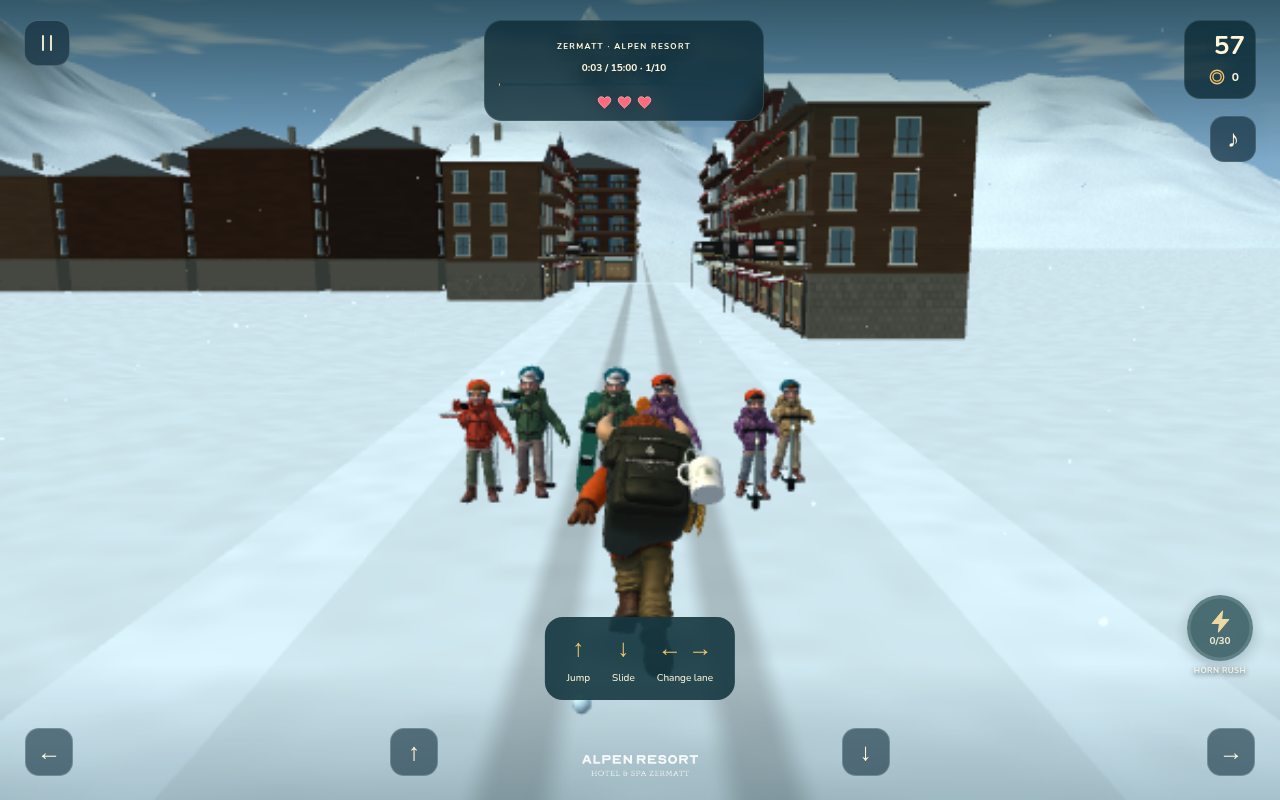 ZERMATT · ALPEN RESORT
0:03 / 15:00 · 1/10
57
0
♪
0/30
HORN RUSH
↑ ↓ ← →
Jump Slide Change lane
← ↑ ↓ →
ALPEN RESORT
HOTEL & SPA ZERMATT